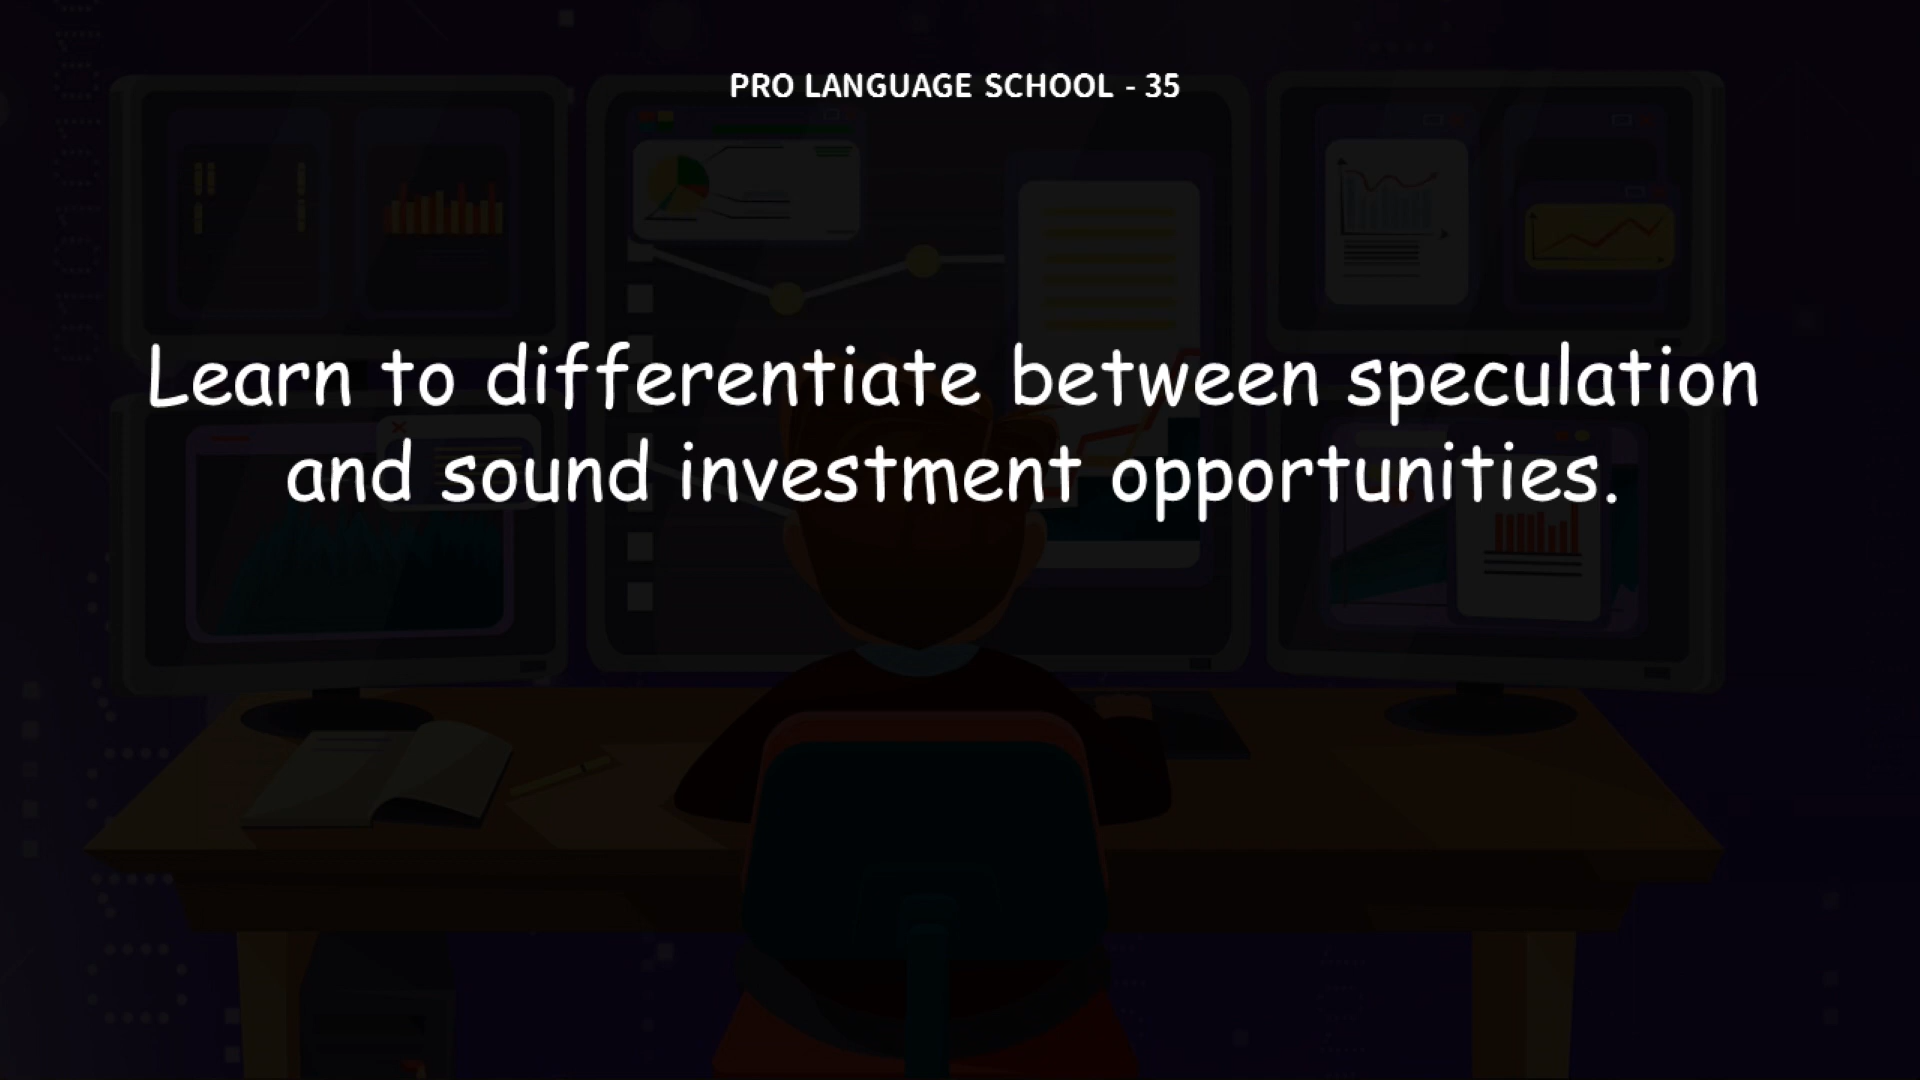 PRO LANGUAGE SCHOOL - 35
Learn to differentiate between speculation
and sound investment opportunities.